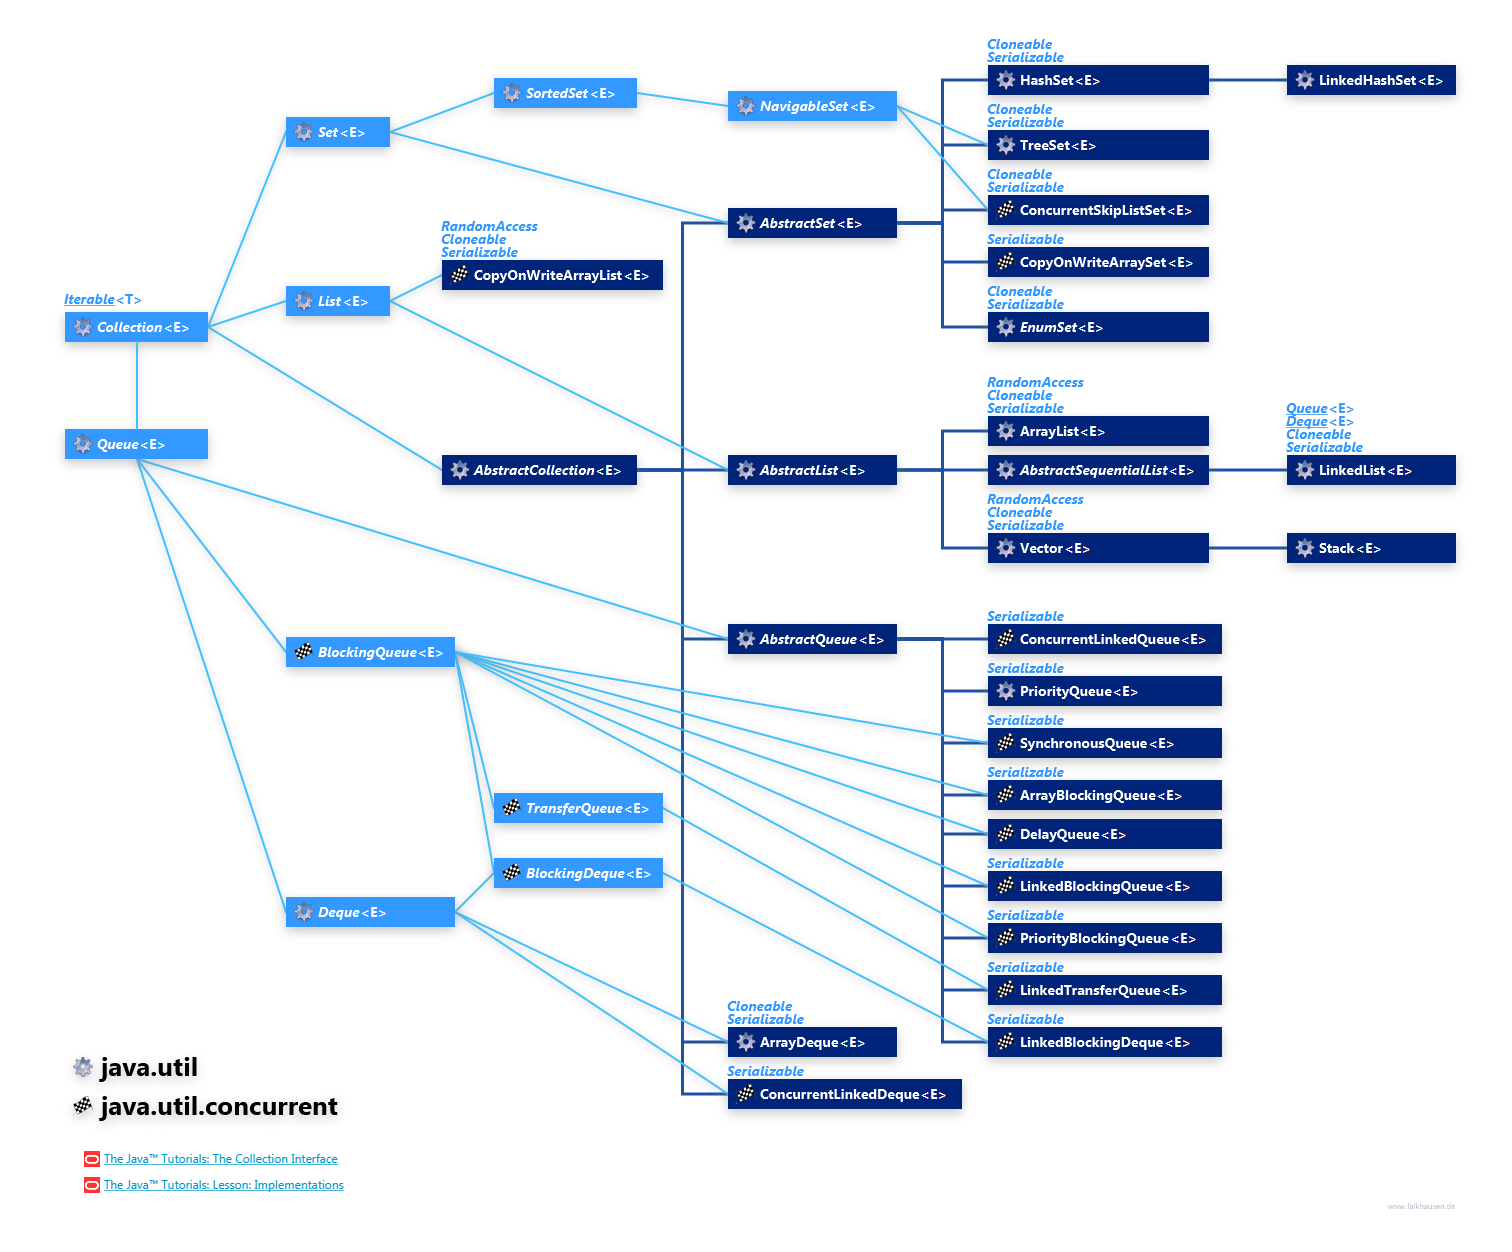 Cloneable
Serializable
HashSet<E>
LinkedHashSet<E>
SortedSet<E>
NavigableSet<E>
Cloneable
Serializable
TreeSet<E>
Set<E>
Cloneable
Serializable
ConcurrentSkipListSet<E>
AbstractSet<E>
RandomAccess
Cloneable
Serializable
CopyOnWriteArrayList<E>
Serializable
CopyOnWriteArraySet<E>
List<E>
Iterable<T>
Collection<E>
Cloneable
Serializable
EnumSet<E>
RandomAccess
Cloneable
Serializable
ArrayList<E>
Queue<E>
AbstractCollection<E>
AbstractList<E>
AbstractSequentialList<E>
Queue<E>
Deque<E>
Cloneable
Serializable
LinkedList<E>
RandomAccess
Cloneable
Serializable
Vector<E>
Stack<E>
AbstractQueue<E>
Serializable
ConcurrentLinkedQueue<E>
BlockingQueue<E>
Serializable
PriorityQueue<E>
Serializable
SynchronousQueue<E>
Serializable
ArrayBlockingQueue<E>
TransferQueue<E>
DelayQueue<E>
BlockingDeque<E>
Serializable
LinkedBlockingQueue<E>
Deque<E>
Serializable
PriorityBlockingQueue<E>
Serializable
LinkedTransferQueue<E>
Cloneable
Serializable
ArrayDeque<E>
Serializable
LinkedBlockingDeque<E>
Serializable
ConcurrentLinkedDeque<E>
java.util
java.util.concurrent
The Java™ Tutorials: The Collection Interface
The Java™ Tutorials: Lesson: Implementations
www.falkhausen.de